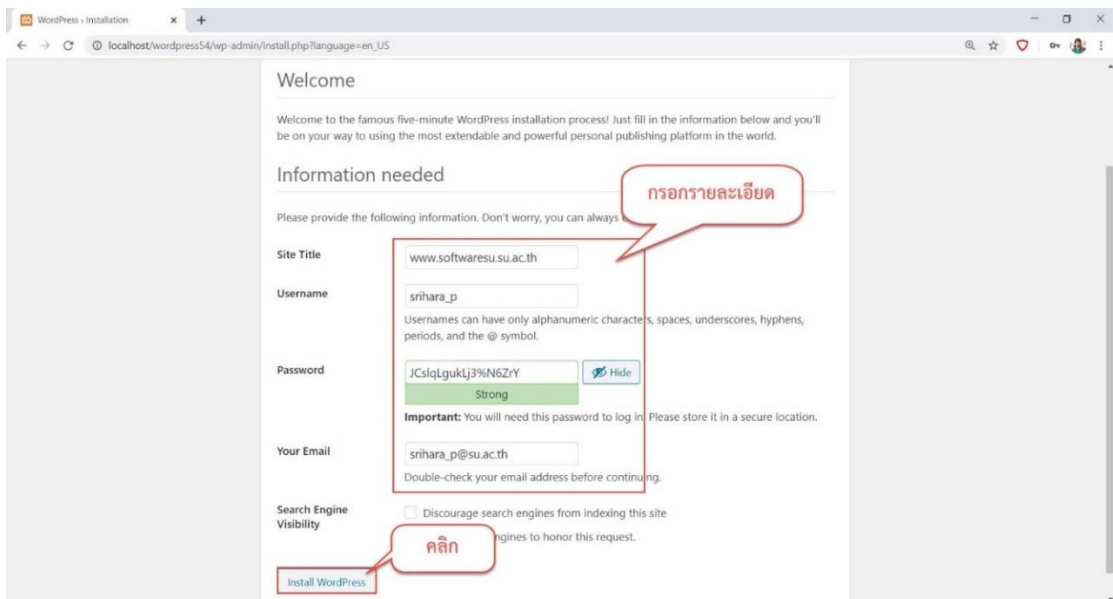 WordPress › Installation
localhost/wordpress54/wp-admin/install.php?language=en_US
Welcome
Welcome to the famous five-minute WordPress installation process! Just fill in the information below and you'll
be on your way to using the most extendable and powerful personal publishing platform in the world.
Information needed
กรอกรายละเอียด
Please provide the following information. Don't worry, you can always
Site Title
www.softwaresu.su.ac.th
Username
srihara_p
Usernames can have only alphanumeric characters, spaces, underscores, hyphens,
periods, and the @ symbol.
Password
JCslqLgukLj3%N6ZrY
Hide
Strong
Important: You will need this password to log in. Please store it in a secure location.
Your Email
srihara_p@su.ac.th
Double-check your email address before continuing.
Search Engine
Visibility
Discourage search engines from indexing this site
คลิก
to honor this request.
Install WordPress